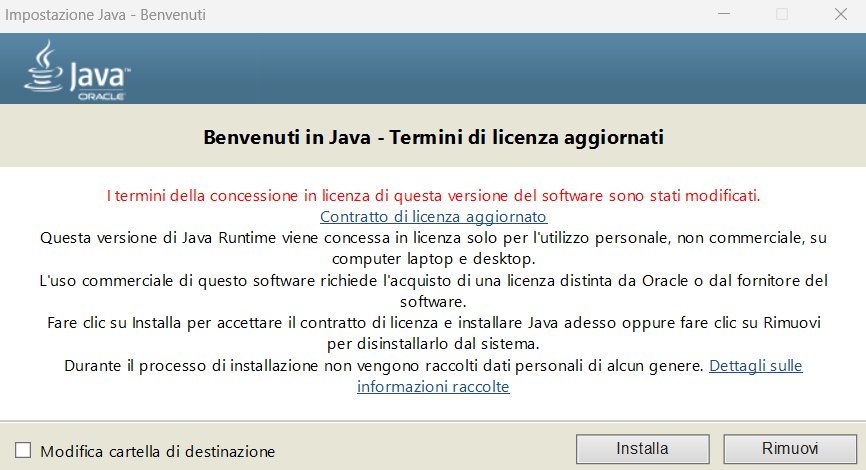 Impostazione Java - Benvenuti
Java™
ORACLE
Benvenuti in Java - Termini di licenza aggiornati
I termini della concessione in licenza di questa versione del software sono stati modificati.
Contratto di licenza aggiornato
Questa versione di Java Runtime viene concessa in licenza solo per l'utilizzo personale, non commerciale, su
computer laptop e desktop.
L'uso commerciale di questo software richiede l'acquisto di una licenza distinta da Oracle o dal fornitore del
software.
Fare clic su Installa per accettare il contratto di licenza e installare Java adesso oppure fare clic su Rimuovi
per disinstallarlo dal sistema.
Durante il processo di installazione non vengono raccolti dati personali di alcun genere. Dettagli sulle
informazioni raccolte
Modifica cartella di destinazione
Installa
Rimuovi